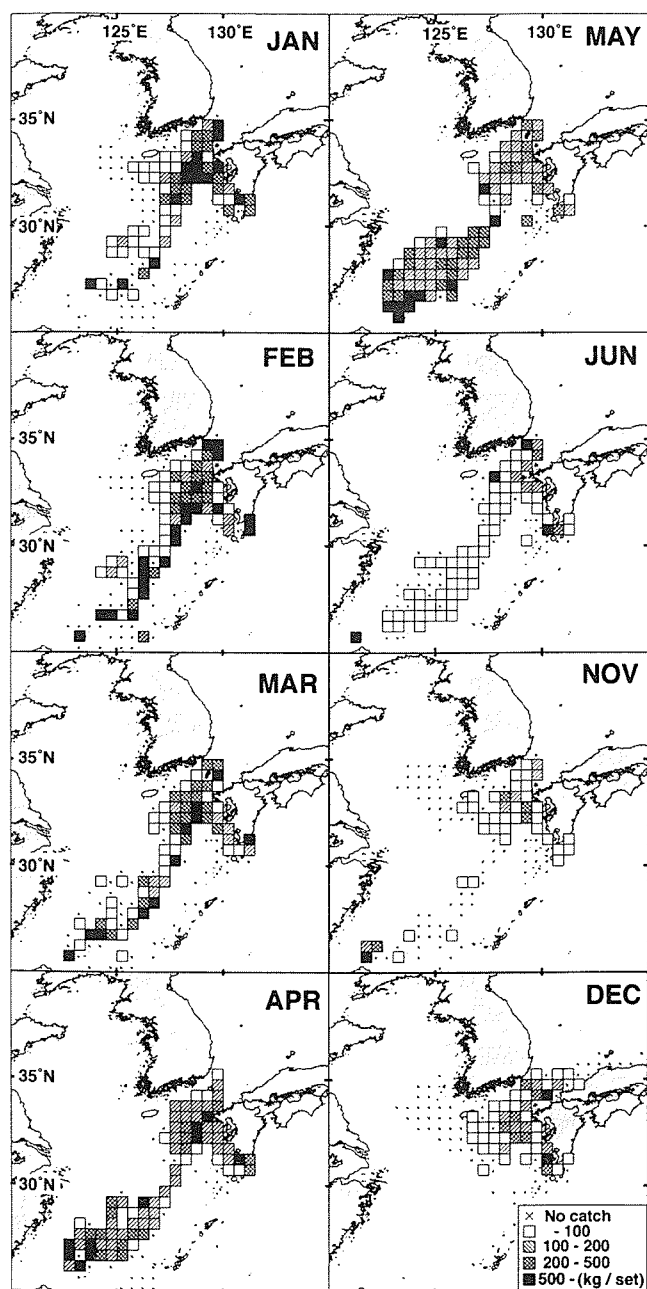 125°E 130°E
JAN
35°N
30°N
125°E 130°E
MAY
FEB
35°N
30°N
JUN
MAR
35°N
30°N
NOV
APR
35°N
30°N
DEC
× No catch
- 100
100 - 200
200 - 500
500 - (kg / set)